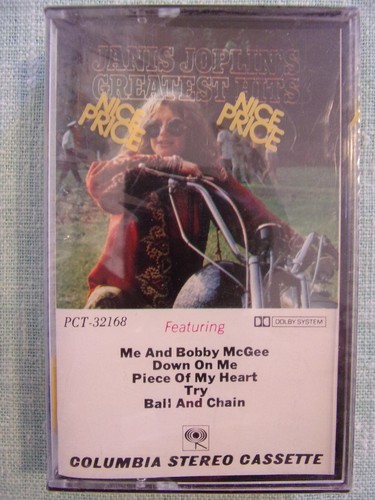 JANIS JOPLIN'S
GREATEST HITS
NICE
PRICE
NICE
PRICE
PCT-32168
Featuring
DOLBY SYSTEM
Me And Bobby McGee
Down On Me
Piece Of My Heart
Try
Ball And Chain
COLUMBIA STEREO CASSETTE